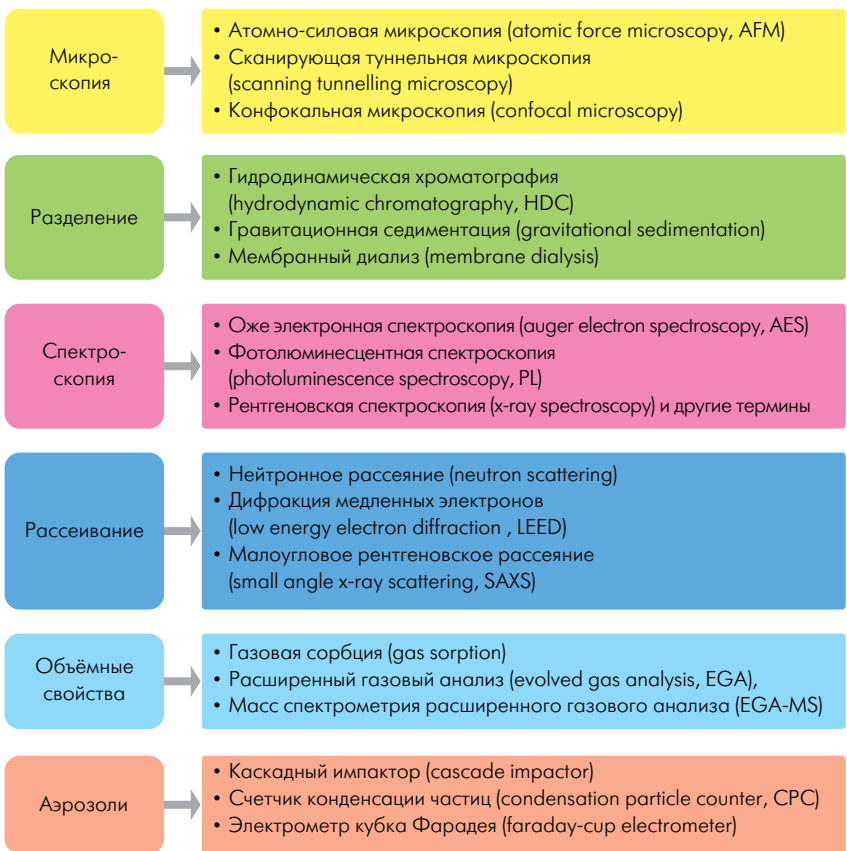 Микро-
скопия
• Атомно-силовая микроскопия (atomic force microscopy, AFM)
• Сканирующая туннельная микроскопия
(scanning tunnelling microscopy)
• Конфокальная микроскопия (confocal microscopy)
Разделение
• Гидродинамическая хроматография
(hydrodynamic chromatography, HDC)
• Гравитационная седиментация (gravitational sedimentation)
• Мембранный диализ (membrane dialysis)
Спектро-
скопия
• Оже электронная спектроскопия (auger electron spectroscopy, AES)
• Фотолюминесцентная спектроскопия
(photoluminescence spectroscopy, PL)
• Рентгеновская спектроскопия (x-ray spectroscopy) и другие термины
Рассеивание
• Нейтронное рассеяние (neutron scattering)
• Дифракция медленных электронов
(low energy electron diffraction , LEED)
• Малоугловое рентгеновское рассеяние
(small angle x-ray scattering, SAXS)
Объёмные
свойства
• Газовая сорбция (gas sorption)
• Расширенный газовый анализ (evolved gas analysis, EGA),
• Масс спектрометрия расширенного газового анализа (EGA-MS)
Аэрозоли
• Каскадный импактор (cascade impactor)
• Счетчик конденсации частиц (condensation particle counter, CPC)
• Электрометр кубка Фарадея (faraday-cup electrometer)